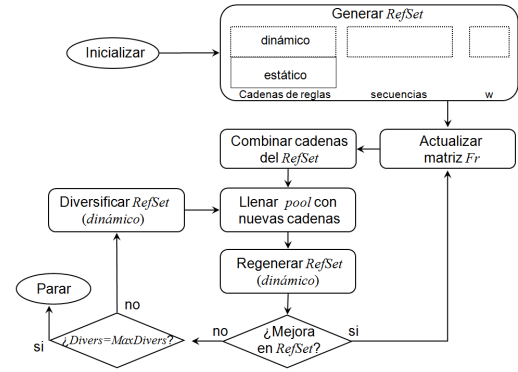 Generar RefSet
Inicializar
dinámico
estático
Cadenas de reglas
secuencias
w
Combinar cadenas
del RefSet
Actualizar
matriz Fr
Diversificar RefSet
(dinámico)
Llenar pool con
nuevas cadenas
Regenerar RefSet
(dinámico)
Parar
no
si
¿Divers=MaxDivers?
no
¿Mejora
en RefSet?
si